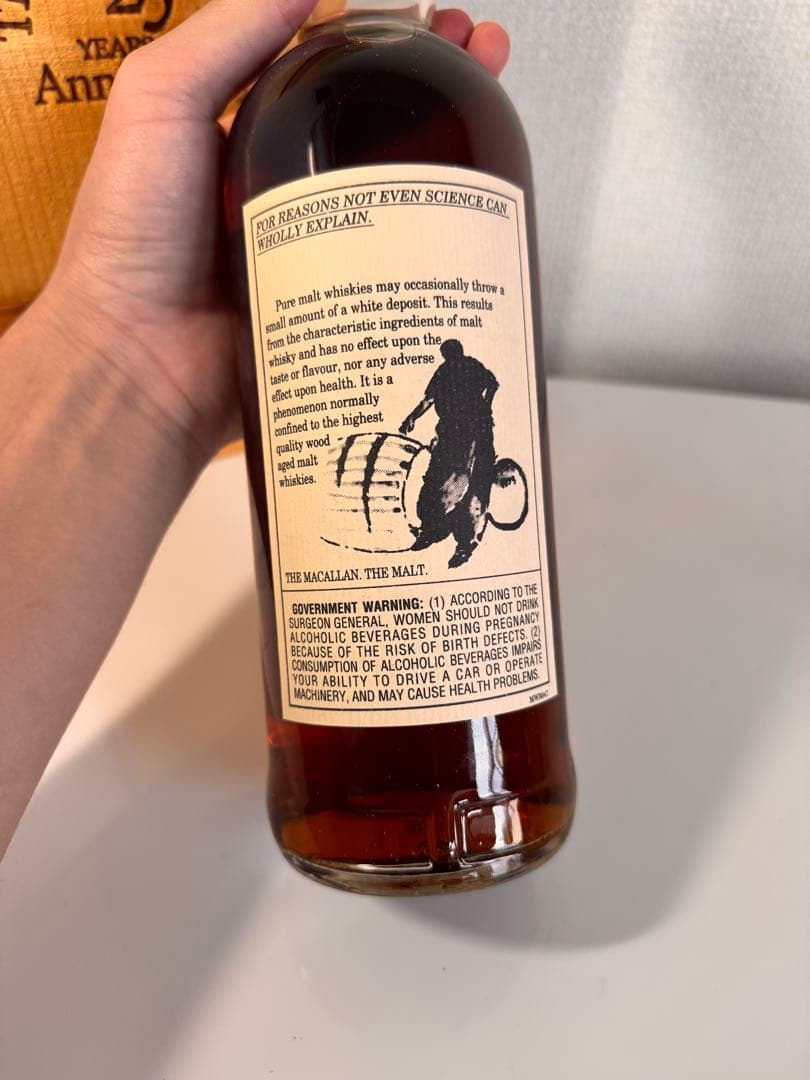 25
YEARS
Ann
FOR REASONS NOT EVEN SCIENCE CAN
WHOLLY EXPLAIN.
Pure malt whiskies may occasionally throw a
small amount of a white deposit. This results
from the characteristic ingredients of malt
whisky and has no effect upon the
taste or flavour, nor any adverse
effect upon health. It is a
phenomenon normally
confined to the highest
quality wood
aged malt
whiskies.
THE MACALLAN. THE MALT.
GOVERNMENT WARNING: (1) ACCORDING TO THE
SURGEON GENERAL, WOMEN SHOULD NOT DRINK
ALCOHOLIC BEVERAGES DURING PREGNANCY
BECAUSE OF THE RISK OF BIRTH DEFECTS. (2)
CONSUMPTION OF ALCOHOLIC BEVERAGES IMPAIRS
YOUR ABILITY TO DRIVE A CAR OR OPERATE
MACHINERY, AND MAY CAUSE HEALTH PROBLEMS.